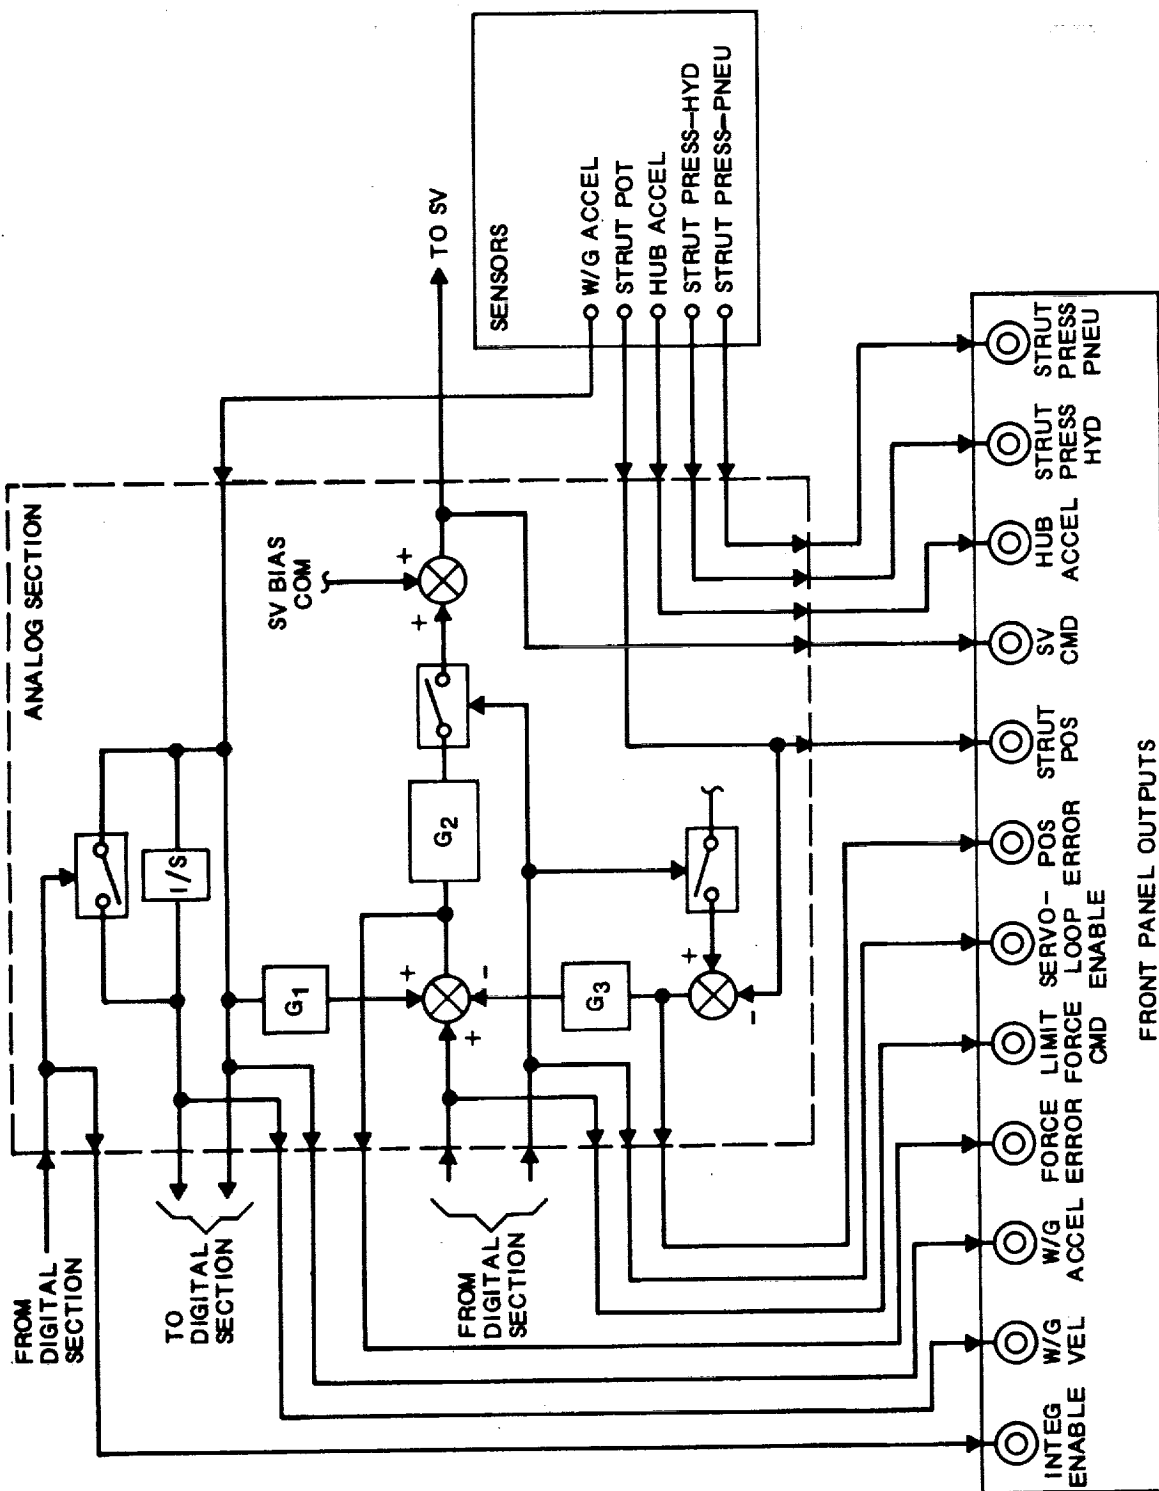 ANALOG SECTION
FROM
DIGITAL
SECTION
TO
DIGITAL
SECTION
FROM
DIGITAL
SECTION
1/S
G1
G2
G3
+
+
-
+
-
+
+
SV BIAS
COM
TO SV
SENSORS
W/G ACCEL
STRUT POT
HUB ACCEL
STRUT PRESS-HYD
STRUT PRESS-PNEU
INTEG
ENABLE
W/G
VEL
W/G
ACCEL
FORCE
ERROR
LIMIT
FORCE
CMD
SERVO-
LOOP
ENABLE
POS
ERROR
STRUT
POS
SV
CMD
HUB
ACCEL
STRUT
PRESS
HYD
STRUT
PRESS
PNEU
FRONT PANEL OUTPUTS